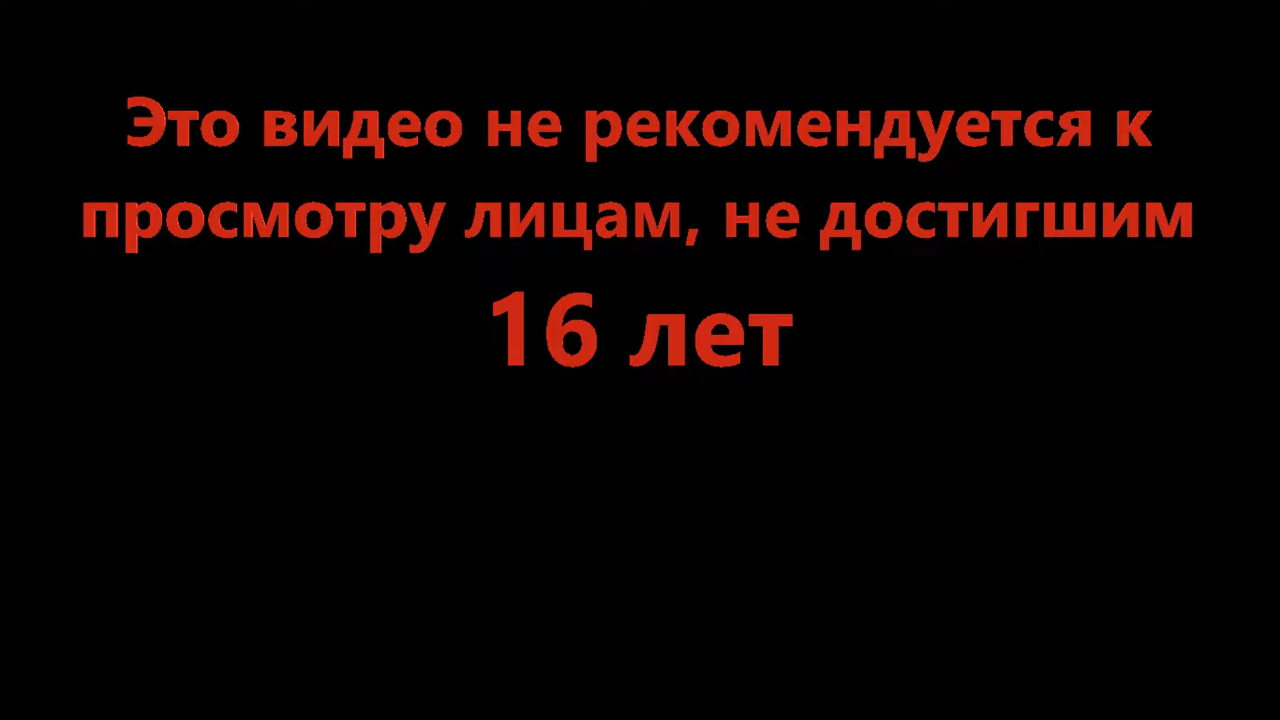 Это видео не рекомендуется к
просмотру лицам, не достигшим
16 лет